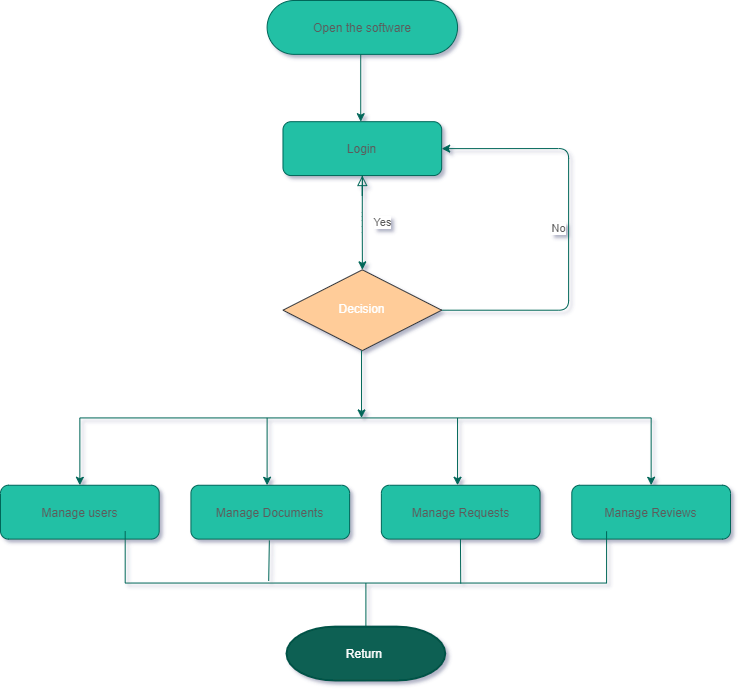 Open the software
Login
Yes
No
Decision
Manage users
Manage Documents
Manage Requests
Manage Reviews
Return